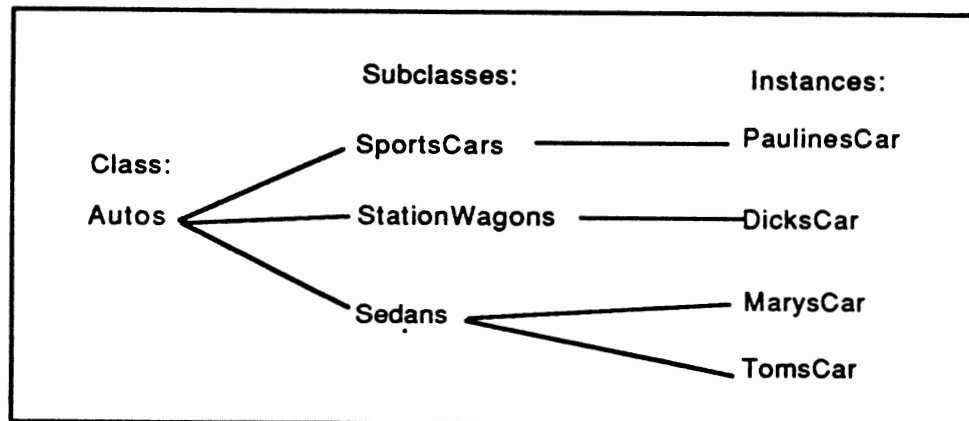 Subclasses:
Instances:
SportsCars
PaulinesCar
Class:
Autos
StationWagons
DicksCar
Sedans
MarysCar
TomsCar